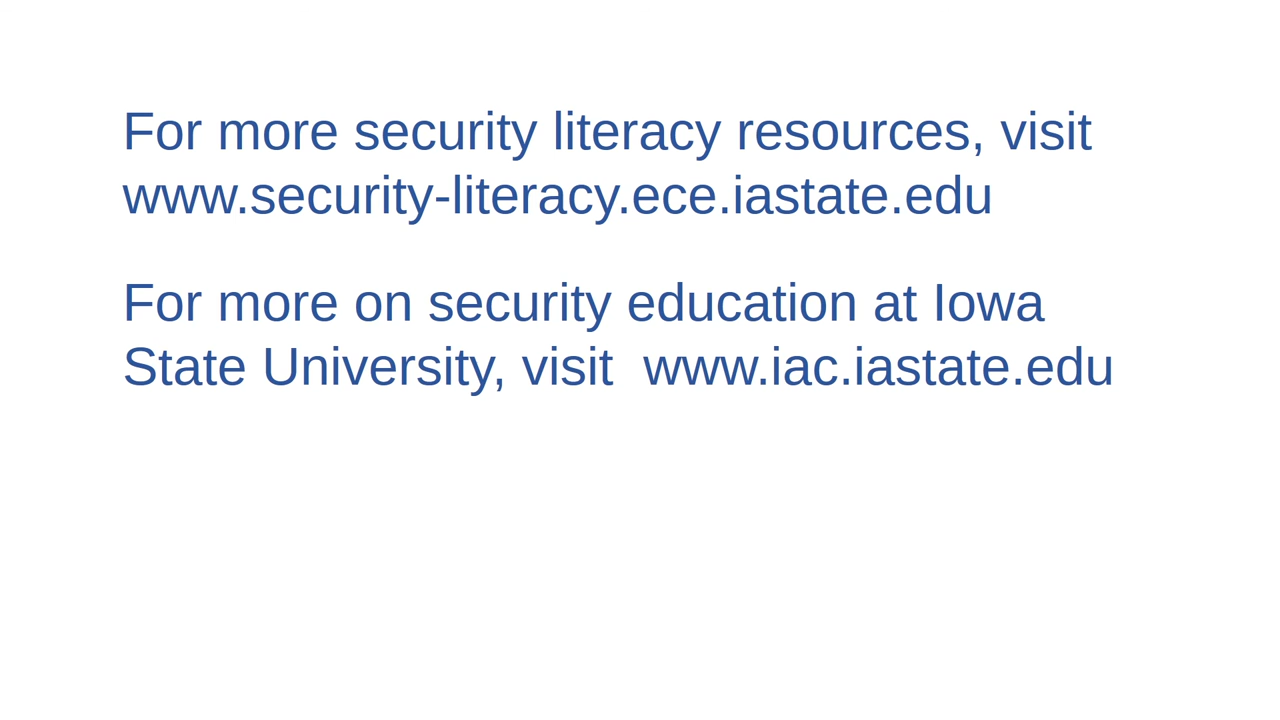 For more security literacy resources, visit
www.security-literacy.ece.iastate.edu
For more on security education at Iowa
State University, visit  www.iac.iastate.edu